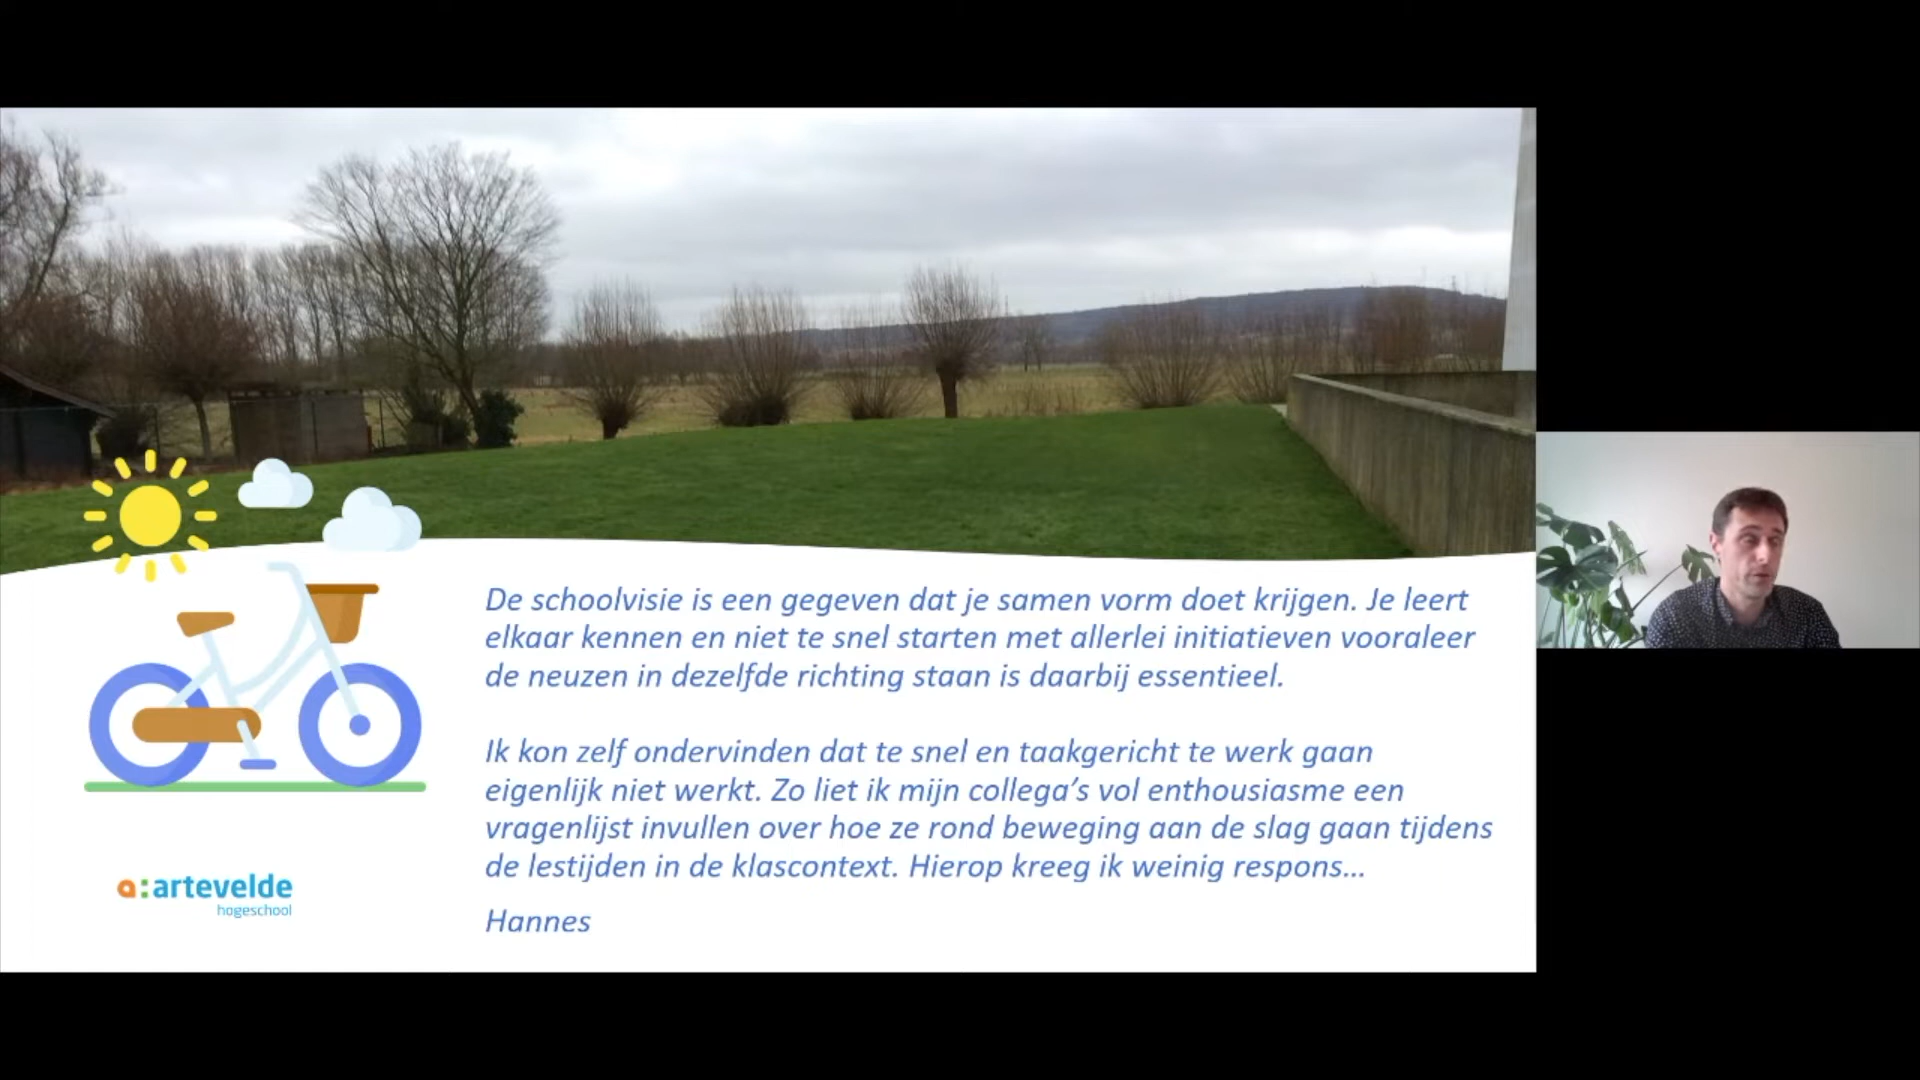 De schoolvisie is een gegeven dat je samen vorm doet krijgen. Je leert
elkaar kennen en niet te snel starten met allerlei initiatieven vooraleer
de neuzen in dezelfde richting staan is daarbij essentieel.
Ik kon zelf ondervinden dat te snel en taakgericht te werk gaan
eigenlijk niet werkt. Zo liet ik mijn collega’s vol enthousiasme een
vragenlijst invullen over hoe ze rond beweging aan de slag gaan tijdens
de lestijden in de klascontext. Hierop kreeg ik weinig respons...
Hannes
a:artevelde
hogeschool